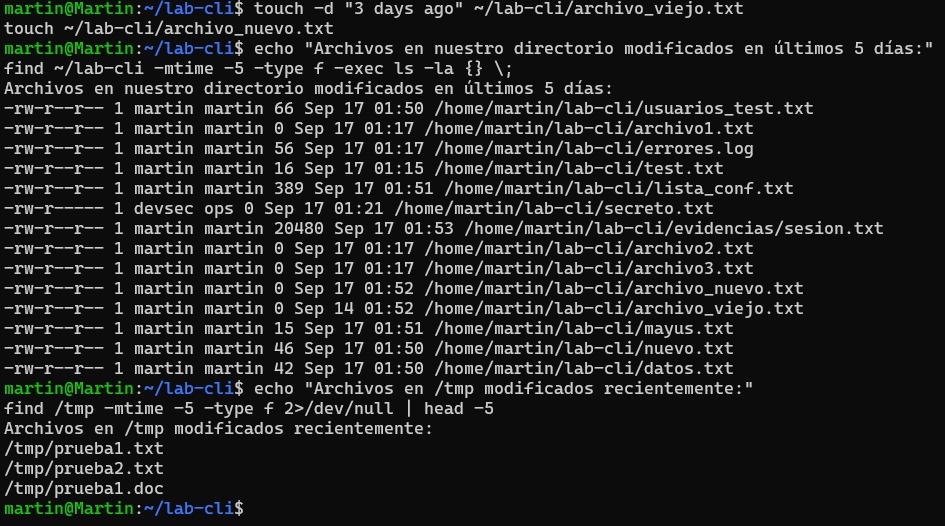 martin@Martin:~/lab-cli$ touch -d "3 days ago" ~/lab-cli/archivo_viejo.txt
touch ~/lab-cli/archivo_nuevo.txt
martin@Martin:~/lab-cli$ echo "Archivos en nuestro directorio modificados en últimos 5 días:"
find ~/lab-cli -mtime -5 -type f -exec ls -la {} \;
Archivos en nuestro directorio modificados en últimos 5 días:
-rw-r--r-- 1 martin martin 66 Sep 17 01:50 /home/martin/lab-cli/usuarios_test.txt
-rw-r--r-- 1 martin martin 0 Sep 17 01:17 /home/martin/lab-cli/archivo1.txt
-rw-r--r-- 1 martin martin 56 Sep 17 01:17 /home/martin/lab-cli/errores.log
-rw-r--r-- 1 martin martin 16 Sep 17 01:15 /home/martin/lab-cli/test.txt
-rw-r--r-- 1 martin martin 389 Sep 17 01:51 /home/martin/lab-cli/lista_conf.txt
-rw-r----- 1 devsec ops 0 Sep 17 01:21 /home/martin/lab-cli/secreto.txt
-rw-r--r-- 1 martin martin 20480 Sep 17 01:53 /home/martin/lab-cli/evidencias/sesion.txt
-rw-r--r-- 1 martin martin 0 Sep 17 01:17 /home/martin/lab-cli/archivo2.txt
-rw-r--r-- 1 martin martin 0 Sep 17 01:17 /home/martin/lab-cli/archivo3.txt
-rw-r--r-- 1 martin martin 0 Sep 17 01:52 /home/martin/lab-cli/archivo_nuevo.txt
-rw-r--r-- 1 martin martin 0 Sep 14 01:52 /home/martin/lab-cli/archivo_viejo.txt
-rw-r--r-- 1 martin martin 15 Sep 17 01:51 /home/martin/lab-cli/mayus.txt
-rw-r--r-- 1 martin martin 46 Sep 17 01:50 /home/martin/lab-cli/nuevo.txt
-rw-r--r-- 1 martin martin 42 Sep 17 01:50 /home/martin/lab-cli/datos.txt
martin@Martin:~/lab-cli$ echo "Archivos en /tmp modificados recientemente:"
find /tmp -mtime -5 -type f 2>/dev/null | head -5
Archivos en /tmp modificados recientemente:
/tmp/prueba1.txt
/tmp/prueba2.txt
/tmp/prueba1.doc
martin@Martin:~/lab-cli$